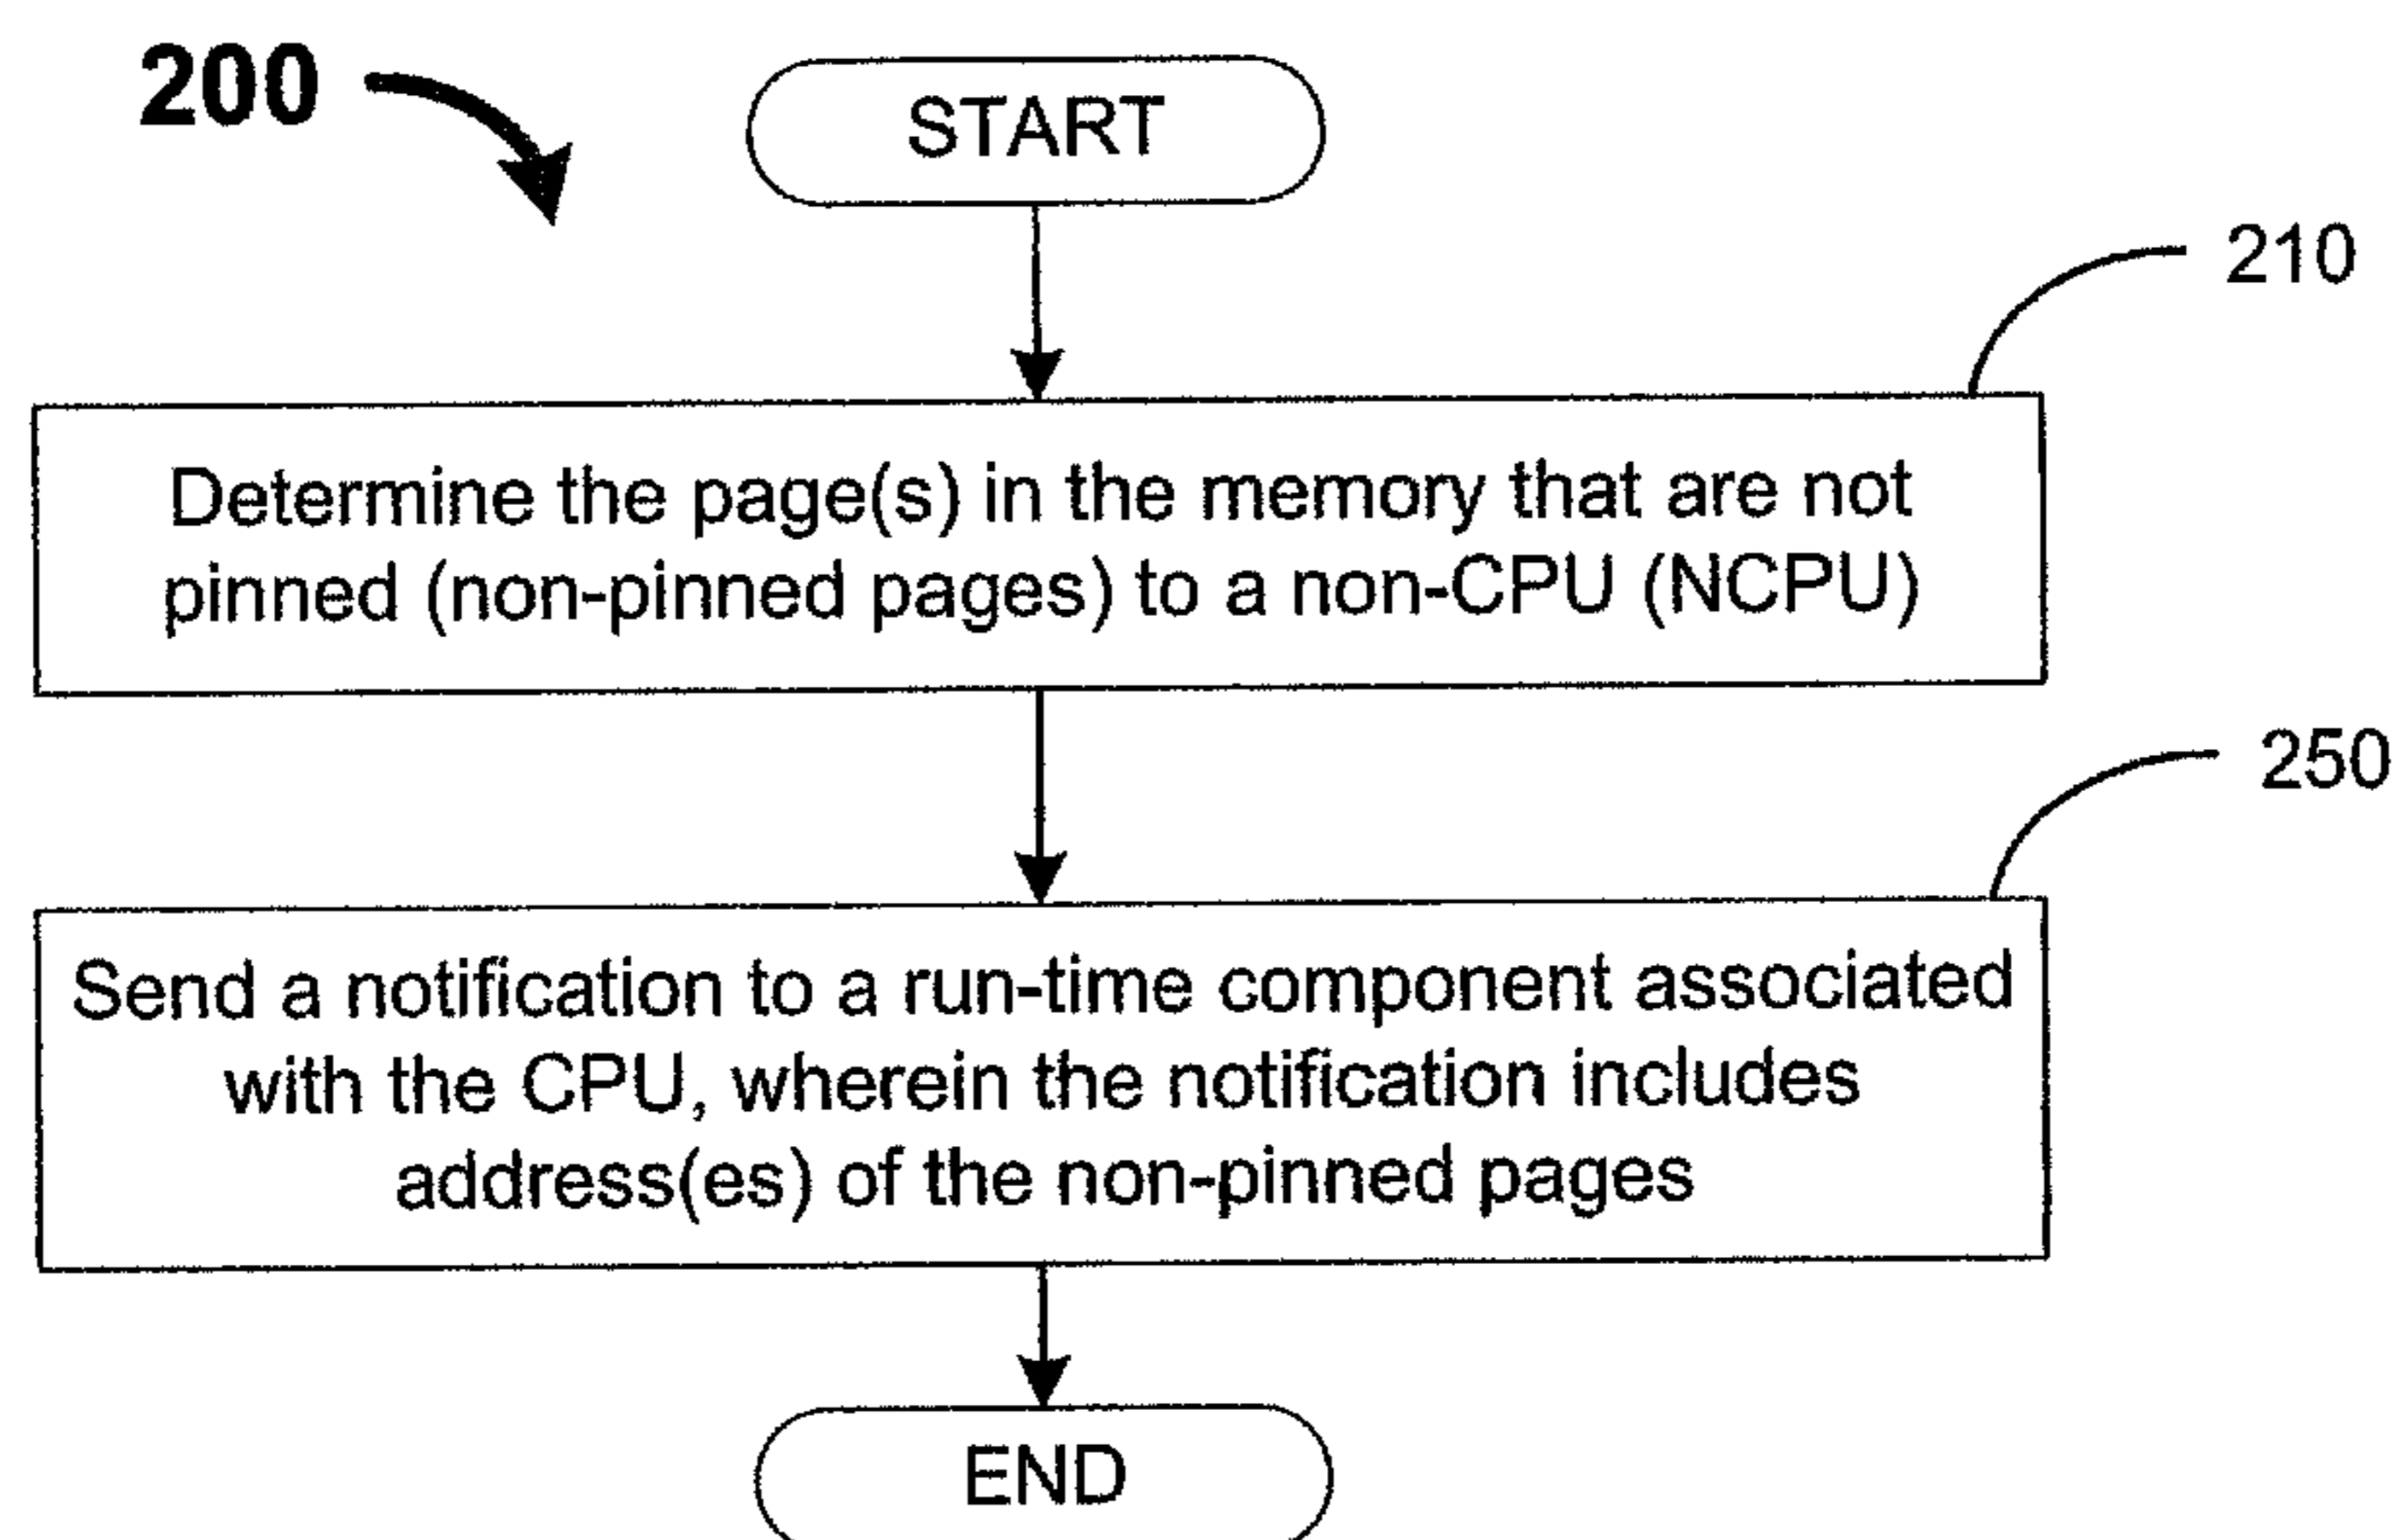 200
START
210
Determine the page(s) in the memory that are not
pinned (non-pinned pages) to a non-CPU (NCPU)
250
Send a notification to a run-time component associated
with the CPU, wherein the notification includes
address(es) of the non-pinned pages
END